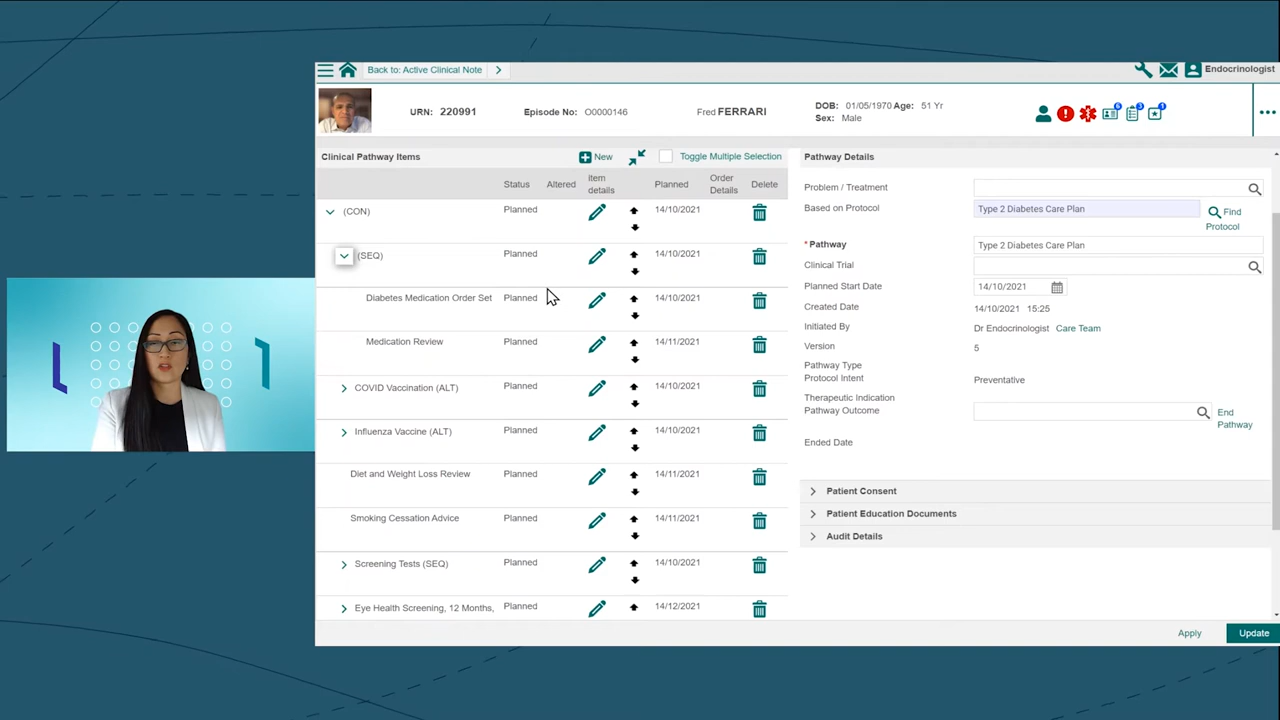 Back to: Active Clinical Note
Endocrinologist
URN: 220991 Episode No: O0000146 Fred FERRARI DOB: 01/05/1970 Age: 51 Yr
Sex: Male
6 3 1
Clinical Pathway Items New Toggle Multiple Selection
Status Altered Item details Planned Order Details Delete
(CON) Planned 14/10/2021
(SEQ) Planned 14/10/2021
Diabetes Medication Order Set Planned 14/10/2021
Medication Review Planned 14/11/2021
COVID Vaccination (ALT) Planned 14/10/2021
Influenza Vaccine (ALT) Planned 14/10/2021
Diet and Weight Loss Review Planned 14/11/2021
Smoking Cessation Advice Planned 14/11/2021
Screening Tests (SEQ) Planned 14/10/2021
Eye Health Screening, 12 Months, Planned 14/12/2021
Pathway Details
Problem / Treatment
Based on Protocol Type 2 Diabetes Care Plan Find Protocol
* Pathway Type 2 Diabetes Care Plan
Clinical Trial
Planned Start Date 14/10/2021
Created Date 14/10/2021 15:25
Initiated By Dr Endocrinologist Care Team
Version 5
Pathway Type
Protocol Intent Preventative
Therapeutic Indication
Pathway Outcome End Pathway
Ended Date
Patient Consent
Patient Education Documents
Audit Details
Apply Update